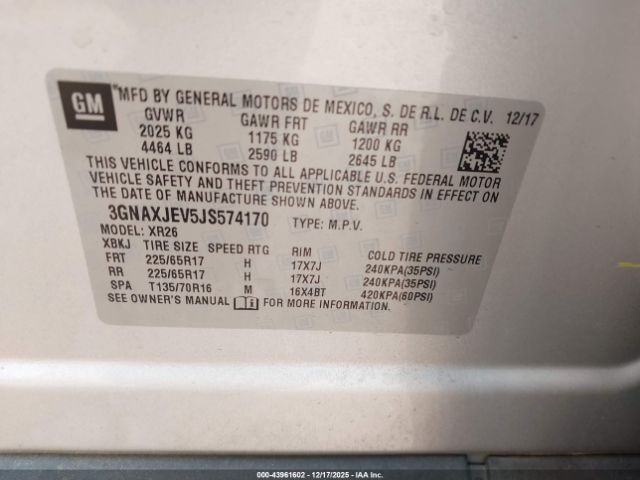 GM
MFD BY GENERAL MOTORS DE MEXICO, S. DE R.L. DE C.V. 12/17
GVWR GAWR FRT GAWR RR
2025 KG 1175 KG 1200 KG
4464 LB 2590 LB 2645 LB
THIS VEHICLE CONFORMS TO ALL APPLICABLE U.S. FEDERAL MOTOR
VEHICLE SAFETY AND THEFT PREVENTION STANDARDS IN EFFECT ON
THE DATE OF MANUFACTURE SHOWN ABOVE.
3GNAXJEV5JS574170 TYPE: M.P.V.
MODEL: XR26
XBKJ TIRE SIZE SPEED RTG RIM COLD TIRE PRESSURE
FRT 225/65R17 H 17X7J 240KPA(35PSI)
RR 225/65R17 H 17X7J 240KPA(35PSI)
SPA T135/70R16 M 16X4BT 420KPA(60PSI)
SEE OWNER'S MANUAL FOR MORE INFORMATION.
000-43961602 - 12/17/2025 - IAA Inc.